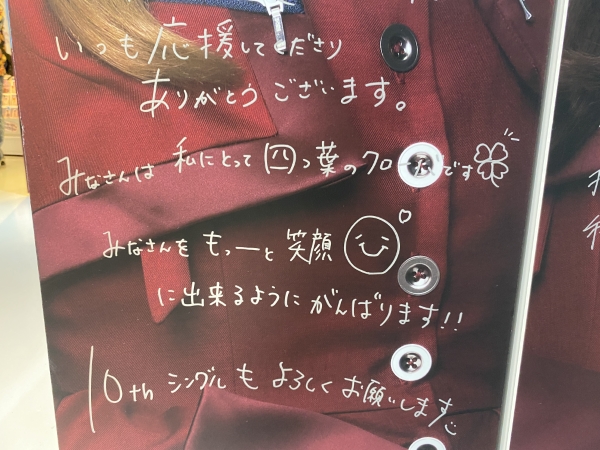 いつも応援してくださり
ありがとうございます。
みなさんは私にとって四つ葉のクローバーです
みなさんをもっーと笑顔
に出来るようにがんばります!!
10thシングルもよろしくお願いします